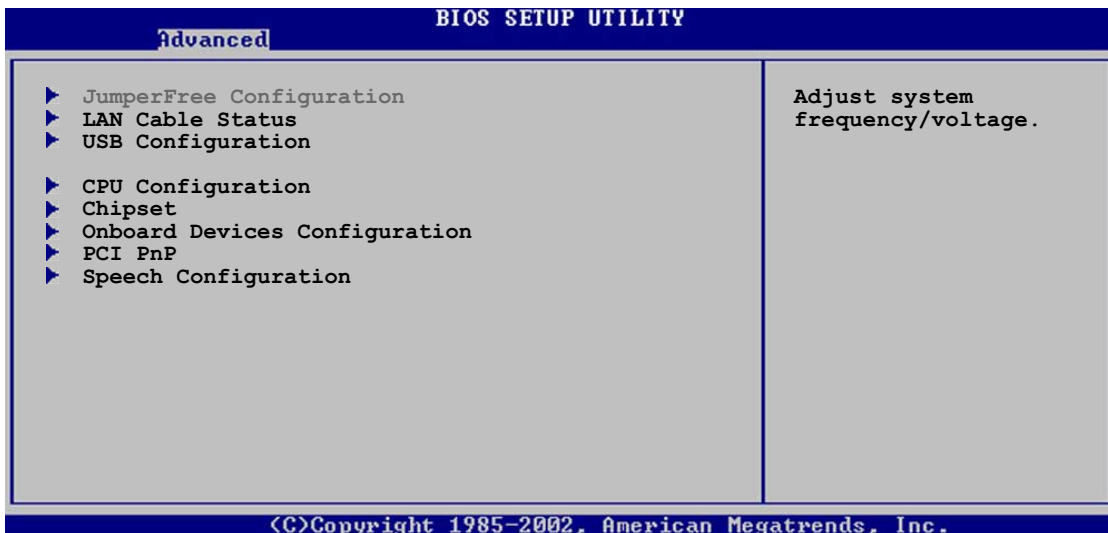 BIOS SETUP UTILITY
Advanced
JumperFree Configuration
LAN Cable Status
USB Configuration
CPU Configuration
Chipset
Onboard Devices Configuration
PCI PnP
Speech Configuration
Adjust system
frequency/voltage.
(C)Copyright 1985-2002, American Megatrends, Inc.